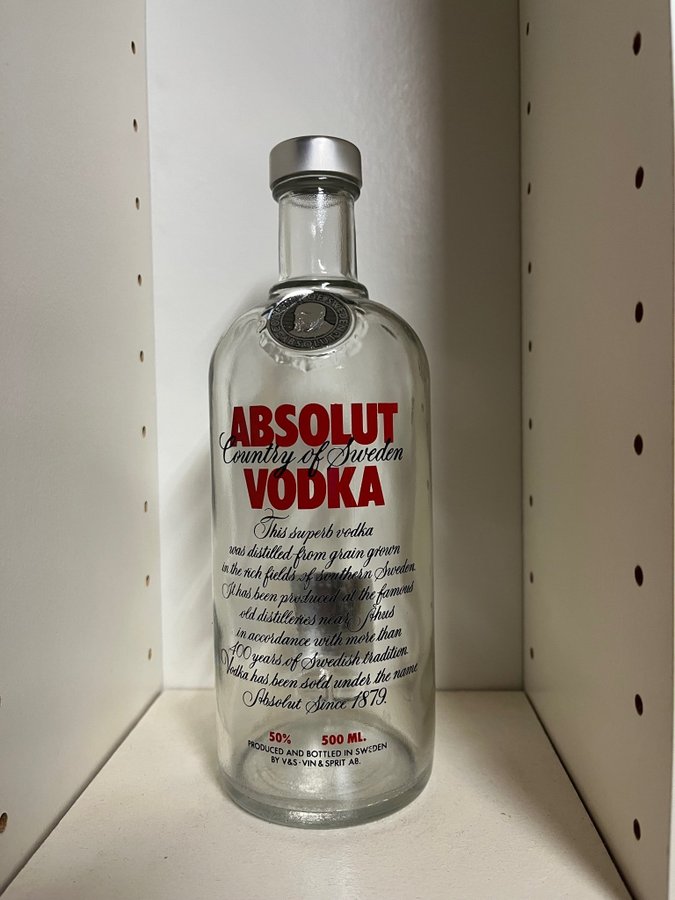 ABSOLUT
Country of Sweden
VODKA
This superb vodka
was distilled from grain grown
in the rich fields of southern Sweden.
It has been produced at the famous
old distilleries near Åhus
in accordance with more than
400 years of Swedish tradition.
Vodka has been sold under the name
Absolut Since 1879.
50% 500 ML.
PRODUCED AND BOTTLED IN SWEDEN
BY V&S·VIN & SPRIT AB.